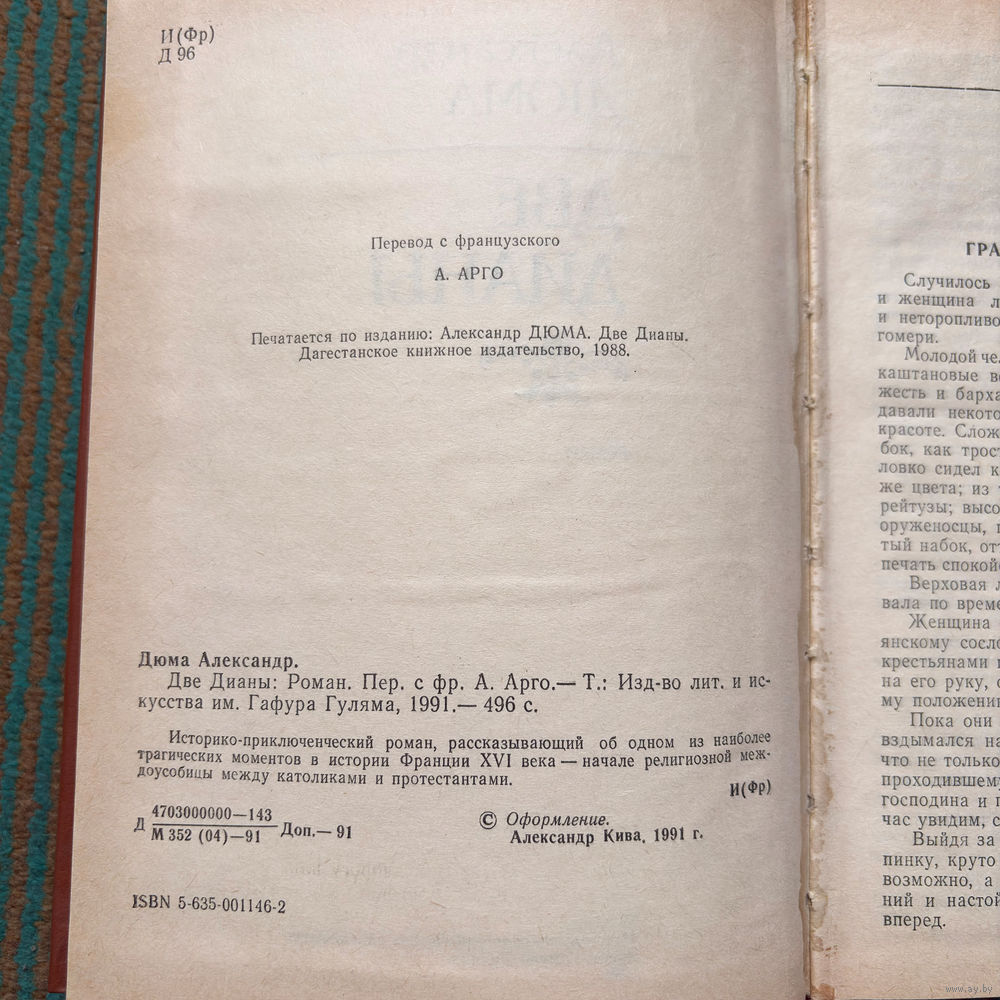 И(Фр)
Д 96
Перевод с французского
А. АРГО
Печатается по изданию: Александр ДЮМА. Две Дианы.
Дагестанское книжное издательство, 1988.
Дюма Александр.
Две Дианы: Роман. Пер. с фр. А. Арго.— Т.: Изд-во лит. и ис-
кусства им. Гафура Гуляма, 1991.— 496 с.
Историко-приключенческий роман, рассказывающий об одном из наиболее
трагических моментов в истории Франции XVI века — начале религиозной меж-
доусобицы между католиками и протестантами.
И(Фр)
Д 4703000000—143
М 352 (04)—91 Доп.— 91
© Оформление.
Александр Кива, 1991 г.
ISBN 5-635-001146-2
ГРА
Случилось
и женщина
и неторопливо
гомери.
Молодой
каштановые
жесть и барха
давали некото
красоте. Слож
бок, как трос
ловко сидел
же цвета; из
рейтузы; высо
оруженосцы,
тый набок,
печать спокой
Верховая
вала по време
Женщина
янскому сосло
крестьянами
на его руку,
му положени
Пока они
вздымался
что не только
проходившему
господина и
час увидим,
Выйдя за
пинку, круто
возможно, а
ний и настой
вперед.
www.ay.by